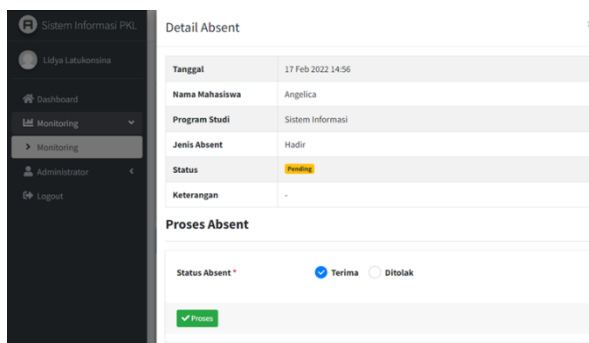 Sistem Informasi PKL
Lidya Latukonsina
Dashboard
Monitoring
Monitoring
Administrator
Logout
Detail Absent
Tanggal 17 Feb 2022 14:56
Nama Mahasiswa Angelica
Program Studi Sistem Informasi
Jenis Absent Hadir
Status Pending
Keterangan -
Proses Absent
Status Absent * Terima Ditolak
Proses